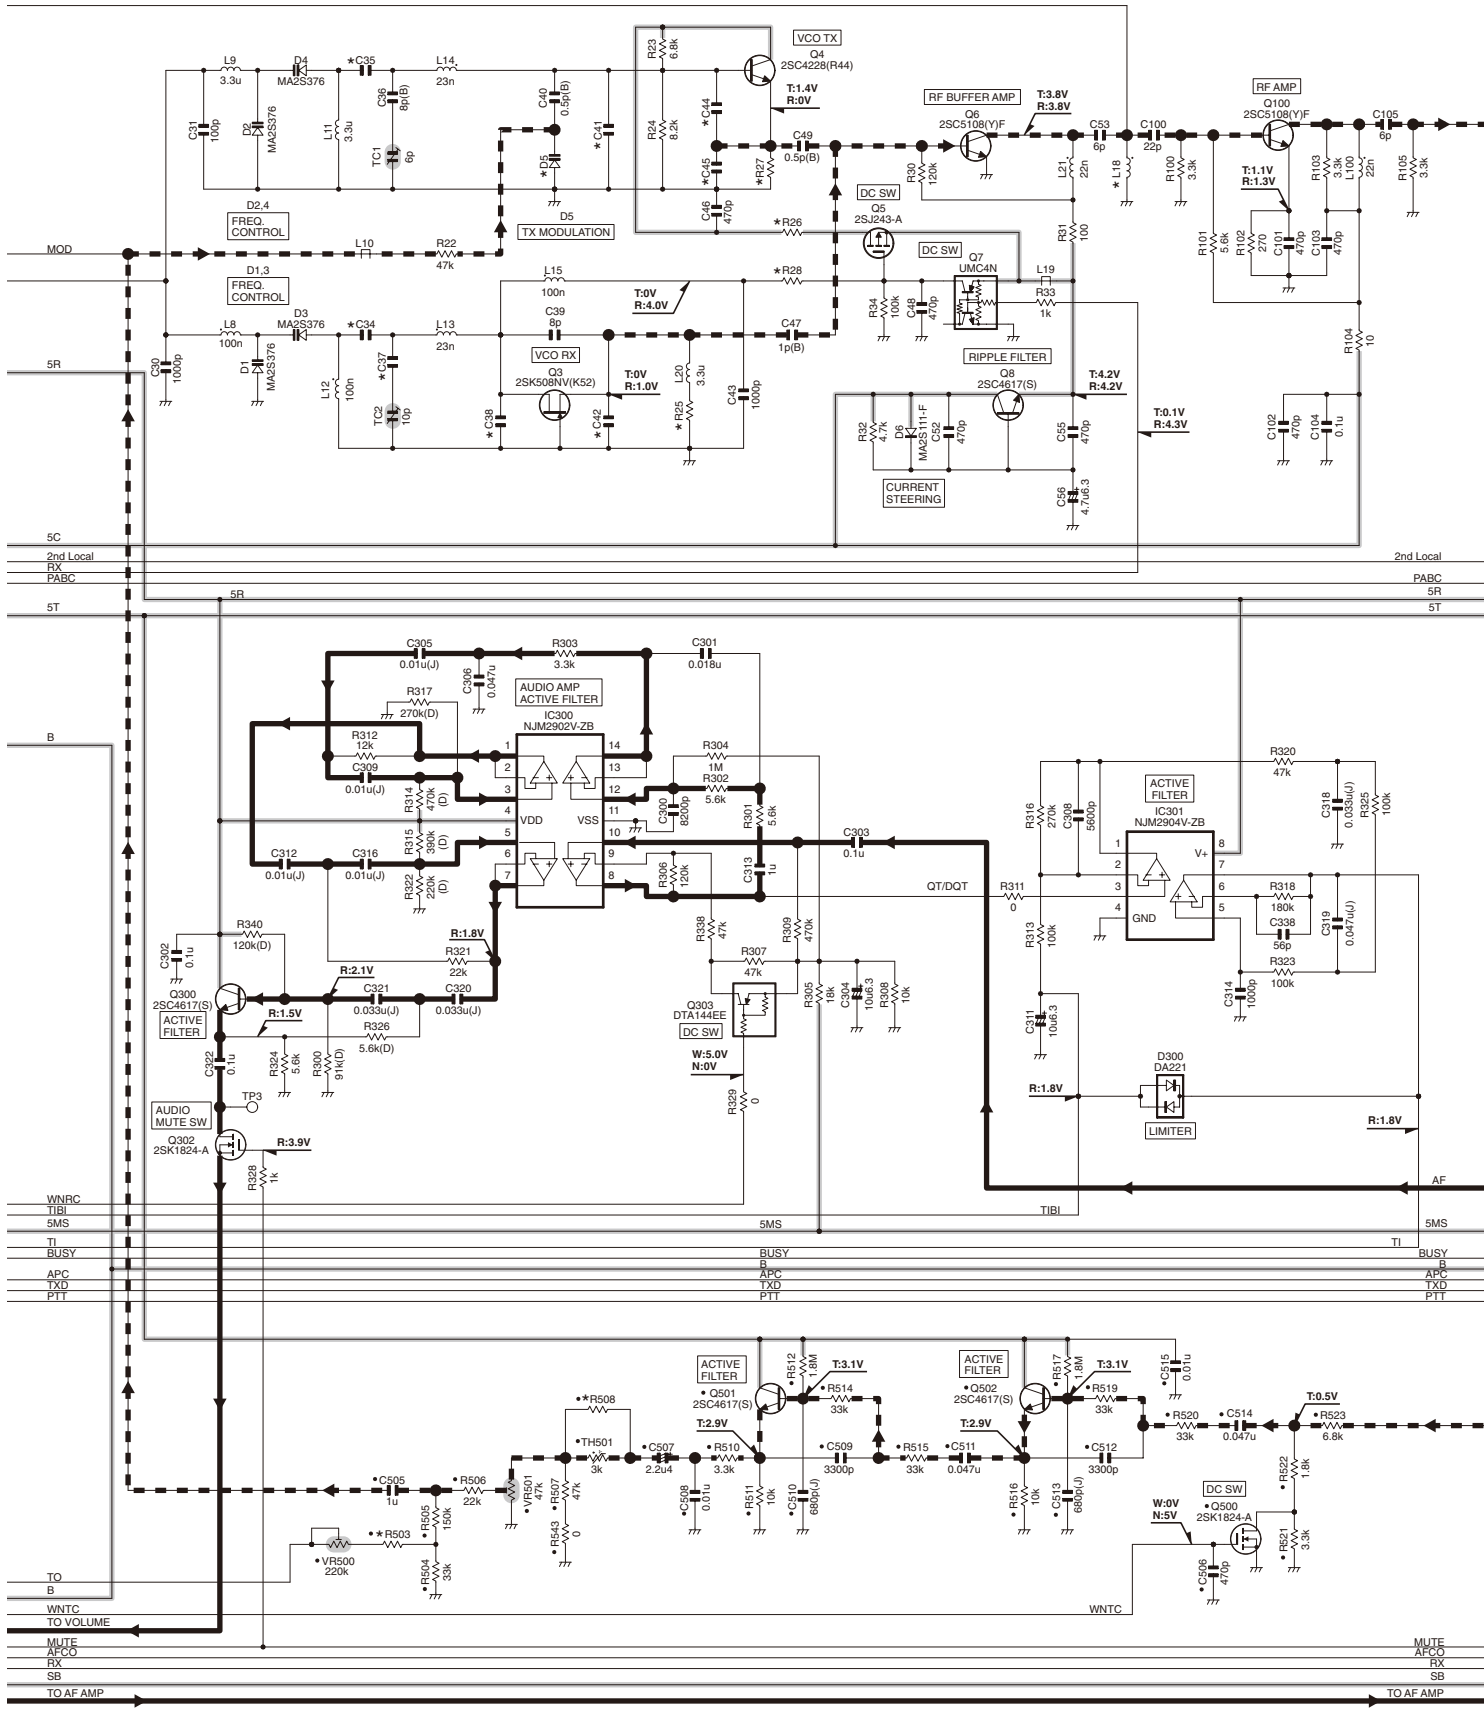 VCO TX
Q4
2SC4228(R44)
R23
6.8k
L9
3.3u
D4
MA2S376
*C35
L14
23n
T:1.4V
R:0V
C36
8p(B)
C40
0.5p(B)
*C44
RF BUFFER AMP
Q6
2SC5108(Y)F
T:3.8V
R:3.8V
RF AMP
Q100
2SC5108(Y)F
C31
100p
D2
MA2S376
L11
3.3u
TC1
6p
*D5
*C41
R24
8.2k
*C45
C49
0.5p(B)
*R27
R30
120k
C53
6p
C100
22p
C105
6p
L21
22n
*L18
R100
3.3k
T:1.1V
R:1.3V
R103
3.3k
L100
22n
R105
3.3k
C46
470p
DC SW
Q5
2SJ243-A
D2,4
FREQ.
CONTROL
D5
TX MODULATION
*R26
R31
100
MOD
L10
R22
47k
DC SW
Q7
UMC4N
L19
R101
5.6k
R102
270
C101
470p
C103
470p
D1,3
FREQ.
CONTROL
L15
100n
T:0V
R:4.0V
*R28
R34
100k
C48
470p
R33
1k
D3
MA2S376
*C34
L13
23n
C39
8p
C47
1p(B)
L8
100n
C30
1000p
D1
MA2S376
L12
100n
*C37
TC2
10p
VCO RX
Q3
2SK508NV(K52)
T:0V
R:1.0V
L20
3.3u
C43
1000p
RIPPLE FILTER
Q8
2SC4617(S)
T:4.2V
R:4.2V
R104
10
5R
*C38
*C42
*R25
R32
4.7k
D6
MA2S111-F
C52
470p
C55
470p
T:0.1V
R:4.3V
C102
470p
C104
0.1u
CURRENT
STEERING
C56
4.7u6.3
5C
2nd Local
2nd Local
RX
PABC
PABC
5R
5R
5T
5T
C305
0.01u(J)
R303
3.3k
C301
0.018u
C306
0.047u
R317
270k(D)
AUDIO AMP
ACTIVE FILTER
IC300
NJM2902V-ZB
B
R312
12k
C309
0.01u(J)
R314
470k
(D)
R315
390k
(D)
1
2
3
4
5
6
7
VDD
VSS
14
13
12
11
10
9
8
R304
1M
R302
5.6k
C300
8200p
R301
5.6k
C303
0.1u
R320
47k
R316
270k
C308
5600p
ACTIVE
FILTER
IC301
NJM2904V-ZB
C318
0.033u(J)
R325
100k
1
2
3
4
GND
V+
8
7
6
5
C312
0.01u(J)
C316
0.01u(J)
R322
220k
(D)
R306
120k
C313
1u
QT/DQT
R311
0
R318
180k
C338
56p
C319
0.047u(J)
R313
100k
R340
120k(D)
R:1.8V
R321
22k
R338
47k
R309
470k
R323
100k
C302
0.1u
R:2.1V
C321
0.033u(J)
C320
0.033u(J)
R307
47k
R305
18k
C304
10u6.3
R308
10k
C314
1000p
Q300
2SC4617(S)
ACTIVE
FILTER
R:1.5V
R326
5.6k(D)
Q303
DTA144EE
DC SW
C311
10u6.3
C322
0.1u
R324
5.6k
R300
91k(D)
W:5.0V
N:0V
D300
DA221
TP3
R329
0
R:1.8V
LIMITER
R:1.8V
AUDIO
MUTE SW
Q302
2SK1824-A
R:3.9V
R328
1k
AF
WNRC
TIBI
TIBI
5MS
5MS
5MS
TI
TI
BUSY
BUSY
BUSY
B
B
APC
APC
APC
TXD
TXD
TXD
PTT
PTT
PTT
ACTIVE
FILTER
•R512
1.8M
T:3.1V
ACTIVE
FILTER
•R517
1.8M
T:3.1V
•C515
0.01u
•Q501
2SC4617(S)
•R514
33k
•Q502
2SC4617(S)
•R519
33k
•*R508
T:2.9V
T:2.9V
•R520
33k
•C514
0.047u
T:0.5V
•R523
6.8k
•TH501
3k
•C507
2.2u4
•R510
3.3k
•C509
3300p
•R515
33k
•C511
0.047u
•C512
3300p
•C505
1u
•R506
22k
•VR501
47k
•R507
47k
•C508
0.01u
•R511
10k
•C510
680p(J)
•R516
10k
•C513
680p(J)
•R522
1.8k
•R505
150k
•R543
0
DC SW
•Q500
2SK1824-A
W:0V
N:5V
•VR500
220k
•*R503
•R504
33k
•R521
3.3k
•C506
470p
TO
B
WNTC
WNTC
TO VOLUME
MUTE
MUTE
AFCO
AFCO
RX
RX
SB
SB
TO AF AMP
TO AF AMP